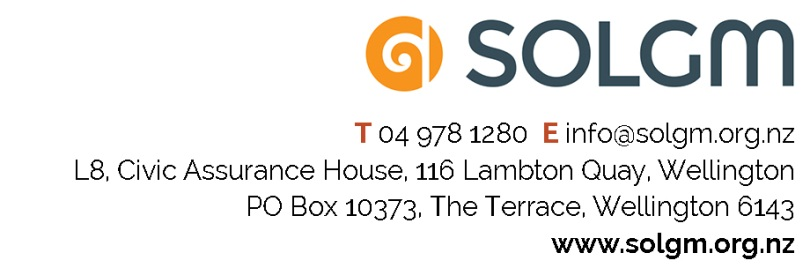 SOLGM
T 04 978 1280 E info@solgm.org.nz
L8, Civic Assurance House, 116 Lambton Quay, Wellington
PO Box 10373, The Terrace, Wellington 6143
www.solgm.org.nz